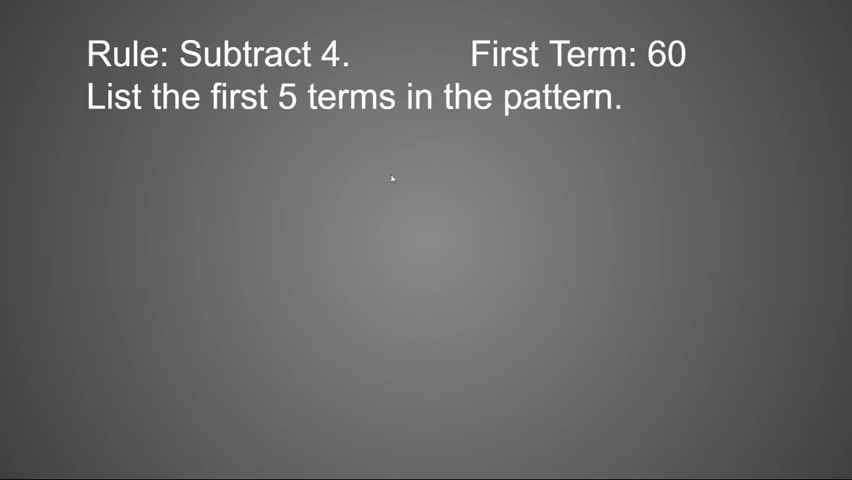 Rule: Subtract 4. First Term: 60
List the first 5 terms in the pattern.